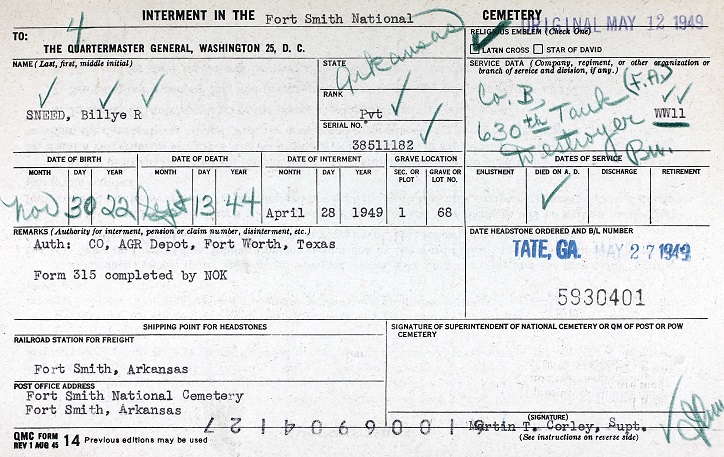 4
INTERMENT IN THE Fort Smith National CEMETERY
ORIGINAL MAY 12 1949
TO:
THE QUARTERMASTER GENERAL, WASHINGTON 25, D. C.
RELIGIOUS EMBLEM (Check One)
LATIN CROSS STAR OF DAVID
NAME (Last, first, middle initial)
SNEED, Billye R
STATE
Arkansas
RANK
Pvt
SERIAL NO.
38511182
SERVICE DATA (Company, regiment, or other organization or
branch of service and division, if any.)
Co. B, (F.A.)
630th Tank WW11
Destroyer
Bn.
DATE OF BIRTH DATE OF DEATH DATE OF INTERMENT GRAVE LOCATION DATES OF SERVICE
MONTH DAY YEAR MONTH DAY YEAR MONTH DAY YEAR SEC. OR PLOT GRAVE OR LOT NO. ENLISTMENT DIED ON A. D. DISCHARGE RETIREMENT
Nov 30 22 Sept 13 44 April 28 1949 1 68
REMARKS (Authority for interment, pension or claim number, disinterment, etc.)
Auth: CO, AGR Depot, Fort Worth, Texas
Form 315 completed by NOK
DATE HEADSTONE ORDERED AND B/L NUMBER
TATE, GA. MAY 27 1949
5930401
SHIPPING POINT FOR HEADSTONES
RAILROAD STATION FOR FREIGHT
Fort Smith, Arkansas
POST OFFICE ADDRESS
Fort Smith National Cemetery
Fort Smith, Arkansas
SIGNATURE OF SUPERINTENDENT OF NATIONAL CEMETERY OR QM OF POST OR POW
CEMETERY
(SIGNATURE)
Martin T. Corley, Supt.
(See instructions on reverse side)
QMC FORM
REV 1 AUG 45 14 Previous editions may be used